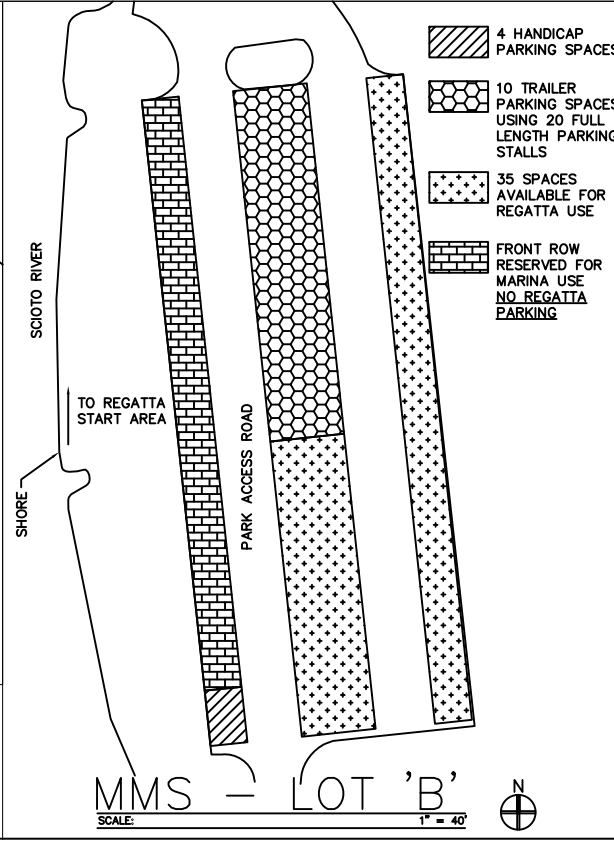 4 HANDICAP
PARKING SPACES
10 TRAILER
PARKING SPACES
USING 20 FULL
LENGTH PARKING
STALLS
35 SPACES
AVAILABLE FOR
REGATTA USE
FRONT ROW
RESERVED FOR
MARINA USE
NO REGATTA
PARKING
SCIOTO RIVER
TO REGATTA
START AREA
PARK ACCESS ROAD
SHORE
MMS - LOT 'B'
SCALE: 1" = 40'
N